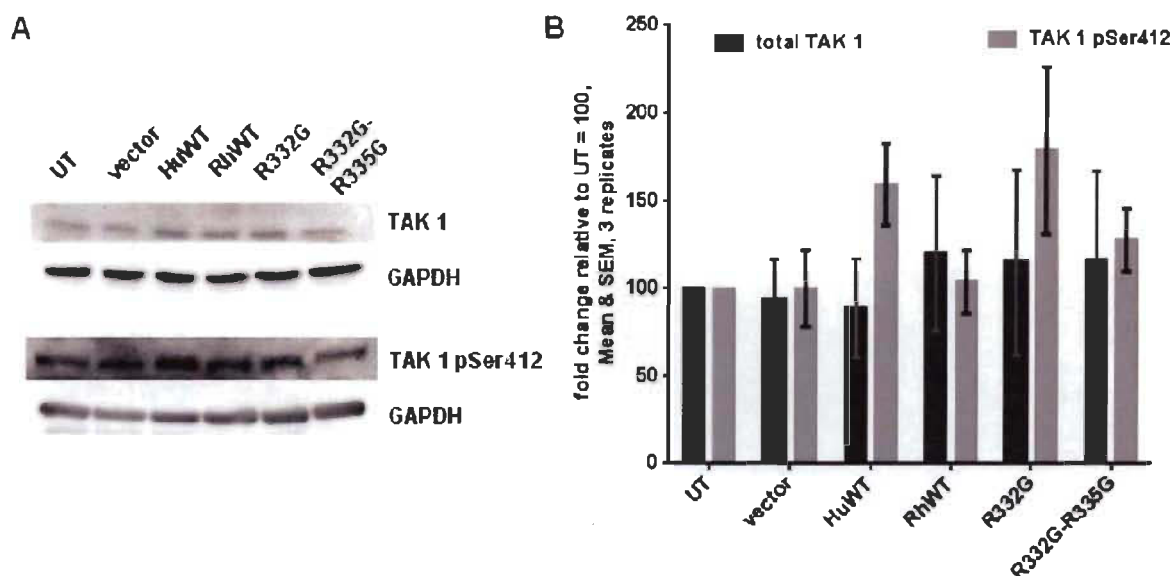 A
UT
vector
HuWT
RhWT
R332G
R332G-
R335G
TAK 1
GAPDH
TAK 1 pSer412
GAPDH
B
total TAK 1
TAK 1 pSer412
fold change relative to UT = 100,
Mean & SEM, 3 replicates
250
200
150
100
50
0
UT
vector
HuWT
RhWT
R332G
R332G-R335G